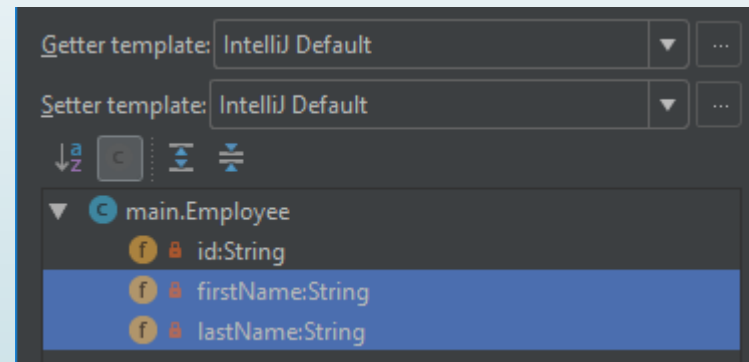 Getter template: IntelliJ Default ...
Setter template: IntelliJ Default ...
a z C
C main.Employee
f id:String
f firstName:String
f lastName:String